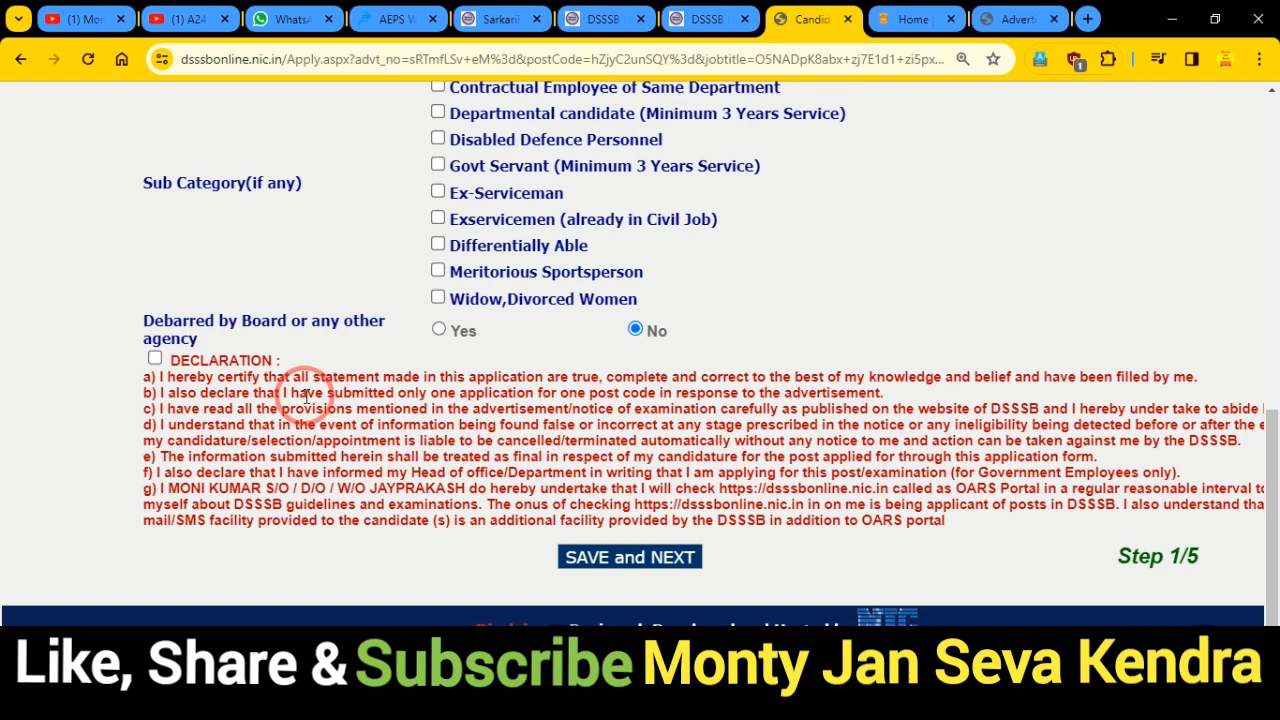 (1) Mon
(1) A24
WhatsA
AEPS W
SarkariR
DSSSB
DSSSB
Candid
Home |
Adverti
dsssbonline.nic.in/Apply.aspx?advt_no=sRTmfLSv+eM%3d&postCode=hZjyC2unSQY%3d&jobtitle=O5NADpK8abx+zj7E1d1+zi5px...
1
Contractual Employee of Same Department
Departmental candidate (Minimum 3 Years Service)
Disabled Defence Personnel
Govt Servant (Minimum 3 Years Service)
Sub Category(if any)
Ex-Serviceman
Exservicemen (already in Civil Job)
Differentially Able
Meritorious Sportsperson
Widow,Divorced Women
Debarred by Board or any other
agency
Yes No
DECLARATION :
a) I hereby certify that all statement made in this application are true, complete and correct to the best of my knowledge and belief and have been filled by me.
b) I also declare that I have submitted only one application for one post code in response to the advertisement.
c) I have read all the provisions mentioned in the advertisement/notice of examination carefully as published on the website of DSSSB and I hereby under take to abide
d) I understand that in the event of information being found false or incorrect at any stage prescribed in the notice or any ineligibility being detected before or after the
my candidature/selection/appointment is liable to be cancelled/terminated automatically without any notice to me and action can be taken against me by the DSSSB.
e) The information submitted herein shall be treated as final in respect of my candidature for the post applied for through this application form.
f) I also declare that I have informed my Head of office/Department in writing that I am applying for this post/examination (for Government Employees only).
g) I MONI KUMAR S/O / D/O / W/O JAYPRAKASH do hereby undertake that I will check https://dsssbonline.nic.in called as OARS Portal in a regular reasonable interval to
myself about DSSSB guidelines and examinations. The onus of checking https://dsssbonline.nic.in in on me is being applicant of posts in DSSSB. I also understand tha
mail/SMS facility provided to the candidate (s) is an additional facility provided by the DSSSB in addition to OARS portal
SAVE and NEXT
Step 1/5
Like, Share & Subscribe Monty Jan Seva Kendra